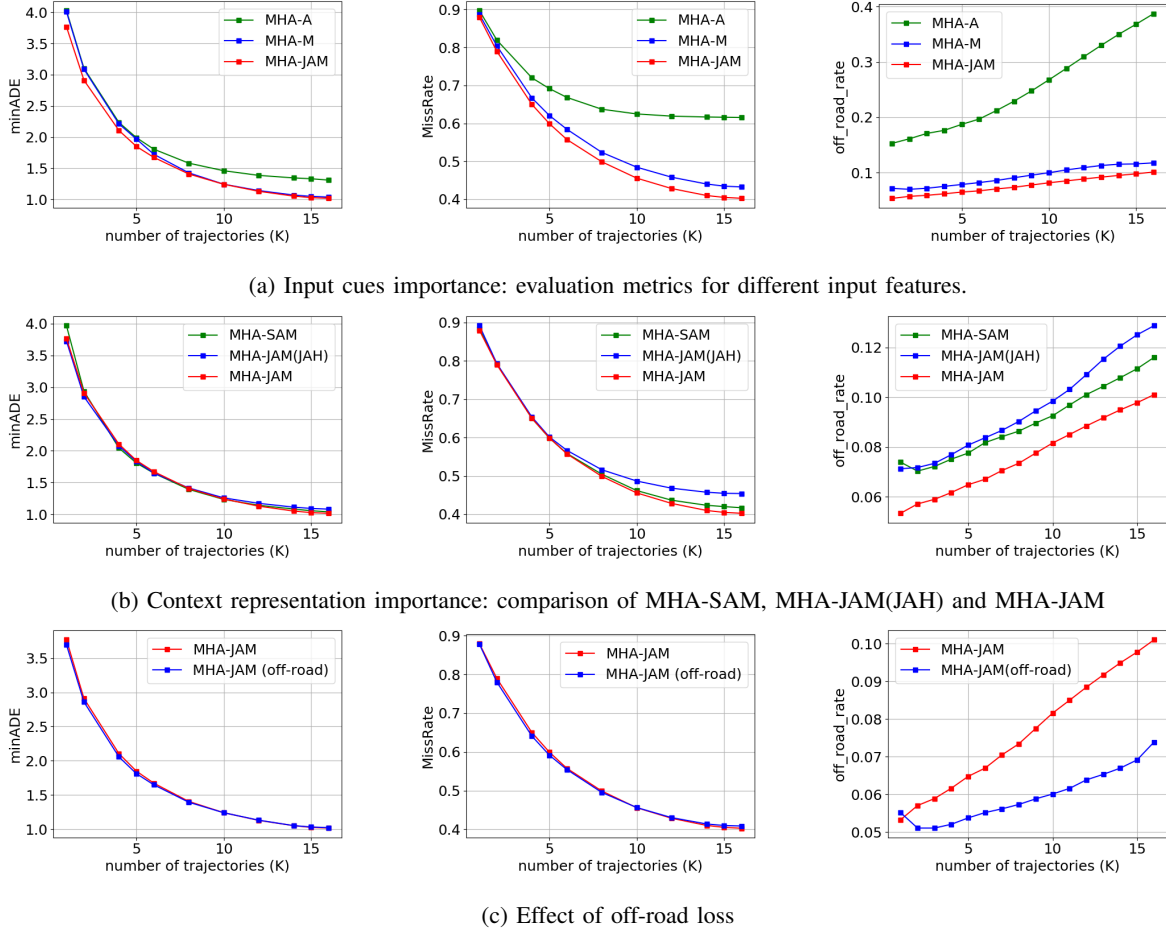 4.0
3.5
3.0
2.5
2.0
1.5
1.0
minADE
MHA-A
MHA-M
MHA-JAM
5
10
15
number of trajectories (K)
0.9
0.8
0.7
0.6
0.5
0.4
MissRate
MHA-A
MHA-M
MHA-JAM
5
10
15
number of trajectories (K)
0.4
0.3
0.2
0.1
off_road_rate
MHA-A
MHA-M
MHA-JAM
5
10
15
number of trajectories (K)
(a) Input cues importance: evaluation metrics for different input features.
4.0
3.5
3.0
2.5
2.0
1.5
1.0
minADE
MHA-SAM
MHA-JAM(JAH)
MHA-JAM
5
10
15
number of trajectories (K)
0.9
0.8
0.7
0.6
0.5
0.4
MissRate
MHA-SAM
MHA-JAM(JAH)
MHA-JAM
5
10
15
number of trajectories (K)
0.12
0.10
0.08
0.06
off_road_rate
MHA-SAM
MHA-JAM(JAH)
MHA-JAM
5
10
15
number of trajectories (K)
(b) Context representation importance: comparison of MHA-SAM, MHA-JAM(JAH) and MHA-JAM
3.5
3.0
2.5
2.0
1.5
1.0
minADE
MHA-JAM
MHA-JAM (off-road)
5
10
15
number of trajectories (K)
0.9
0.8
0.7
0.6
0.5
0.4
MissRate
MHA-JAM
MHA-JAM (off-road)
5
10
15
number of trajectories (K)
0.10
0.09
0.08
0.07
0.06
0.05
off_road_rate
MHA-JAM
MHA-JAM(off-road)
5
10
15
number of trajectories (K)
(c) Effect of off-road loss